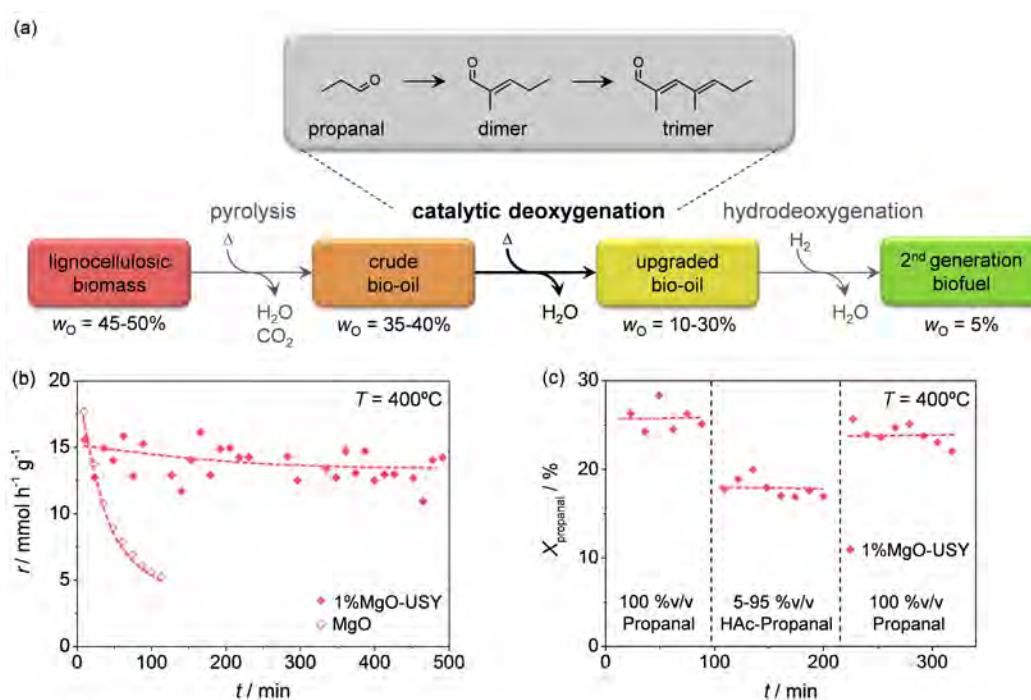 (a)
O
O
O
propanal
dimer
trimer
pyrolysis
catalytic deoxygenation
hydrodeoxygenation
lignocellulosic
biomass
Δ
H₂O
CO₂
crude
bio-oil
Δ
H₂O
upgraded
bio-oil
H₂
H₂O
2nd generation
biofuel
wO = 45-50%
wO = 35-40%
wO = 10-30%
wO = 5%
(b)
T = 400ºC
r / mmol h⁻¹ g⁻¹
20
15
10
5
0
1%MgO-USY
MgO
0 100 200 300 400 500
t / min
(c)
T = 400ºC
Xpropanal / %
30
20
10
0
1%MgO-USY
100 %v/v
Propanal
5-95 %v/v
HAc-Propanal
100 %v/v
Propanal
0 100 200 300
t / min